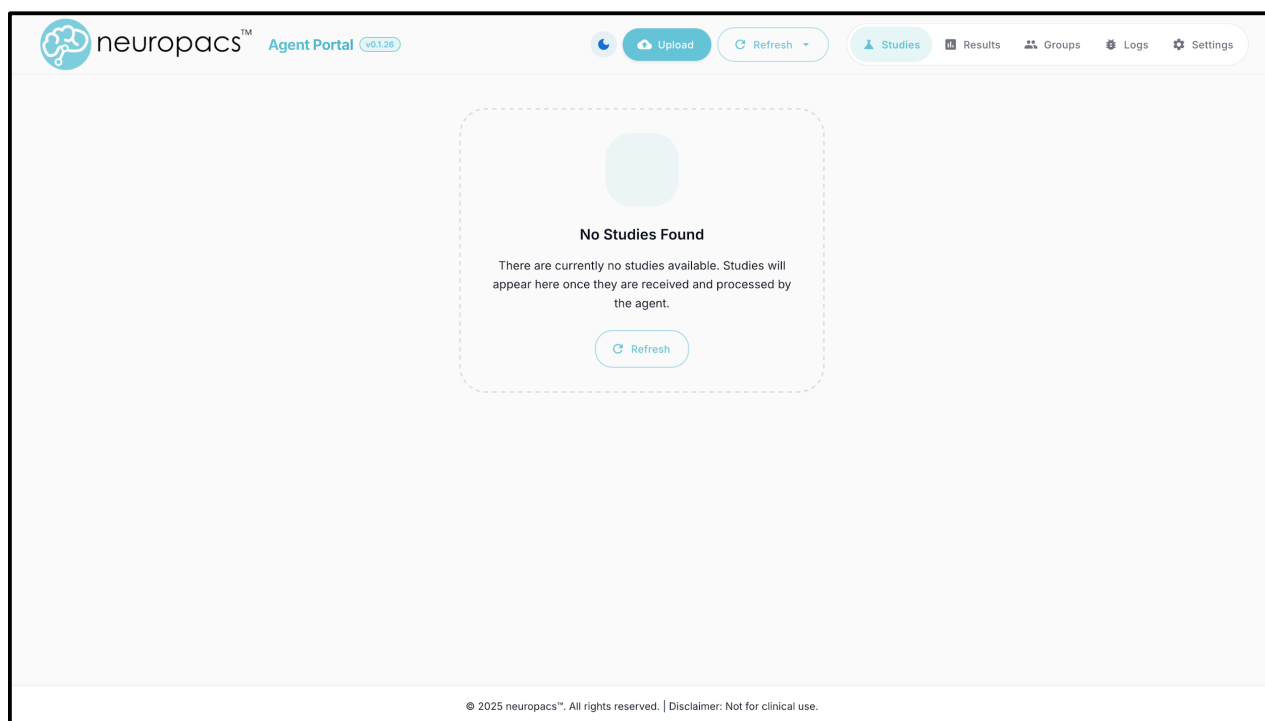 neuropacs™ Agent Portal v0.1.26 Upload Refresh Studies Results Groups Logs Settings
No Studies Found
There are currently no studies available. Studies will
appear here once they are received and processed by
the agent.
Refresh
© 2025 neuropacs™. All rights reserved. | Disclaimer: Not for clinical use.